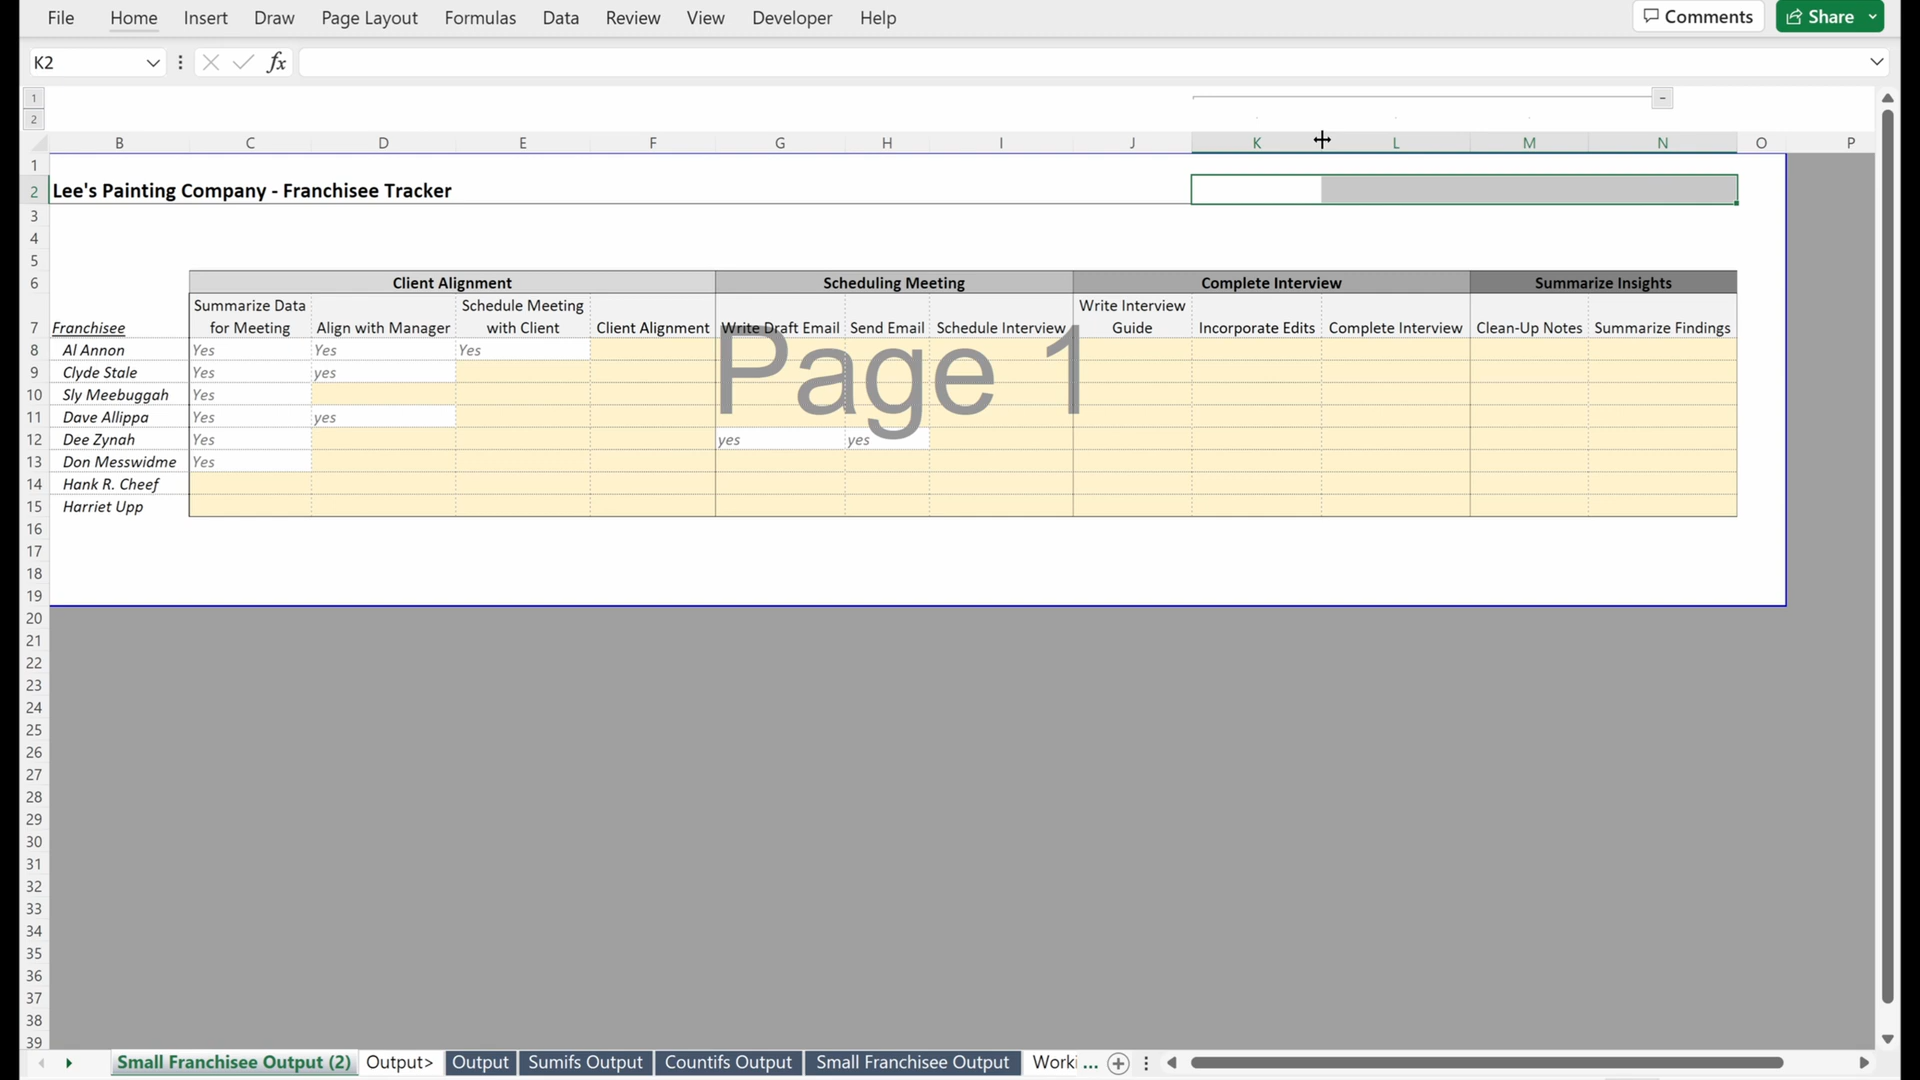 File Home Insert Draw Page Layout Formulas Data Review View Developer Help Comments Share
K2 fx
1
2
B C D E F G H I J K L M N O P
1
2 Lee's Painting Company - Franchisee Tracker
3
4
5
6 Client Alignment Scheduling Meeting Complete Interview Summarize Insights
Summarize Data Schedule Meeting Write Interview
7 Franchisee for Meeting Align with Manager with Client Client Alignment Write Draft Email Send Email Schedule Interview Guide Incorporate Edits Complete Interview Clean-Up Notes Summarize Findings
8 Al Annon Yes Yes Yes
9 Clyde Stale Yes yes
Page 1
10 Sly Meebuggah Yes
11 Dave Allippa Yes yes
12 Dee Zynah Yes yes yes
13 Don Messwidme Yes
14 Hank R. Cheef
15 Harriet Upp
16
17
18
19
20
21
22
23
24
25
26
27
28
29
30
31
32
33
34
35
36
37
38
39
Small Franchisee Output (2) Output> Output Sumifs Output Countifs Output Small Franchisee Output Worki ...